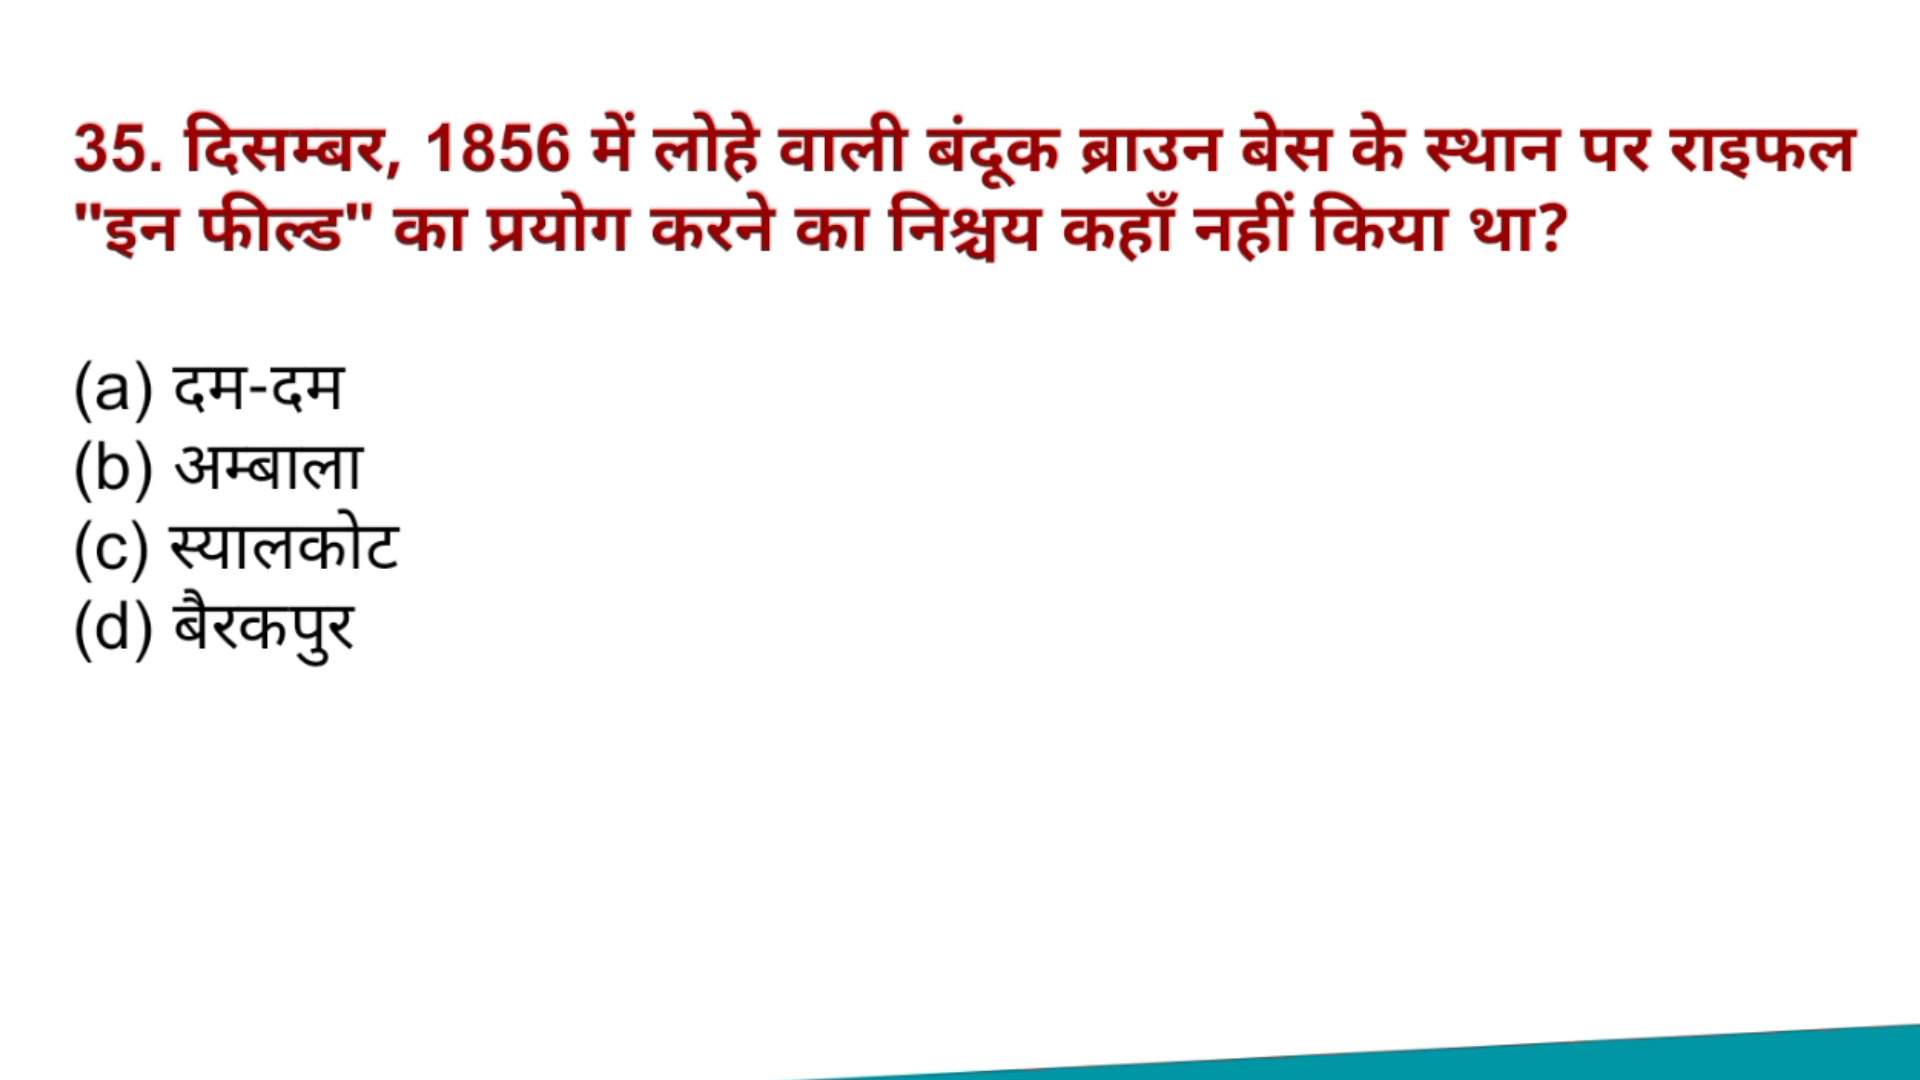 35. दिसम्बर, 1856 में लोहे वाली बंदूक ब्राउन बेस के स्थान पर राइफल
"इन फील्ड" का प्रयोग करने का निश्चय कहाँ नहीं किया था?
(a) दम-दम
(b) अम्बाला
(c) स्यालकोट
(d) बैरकपुर